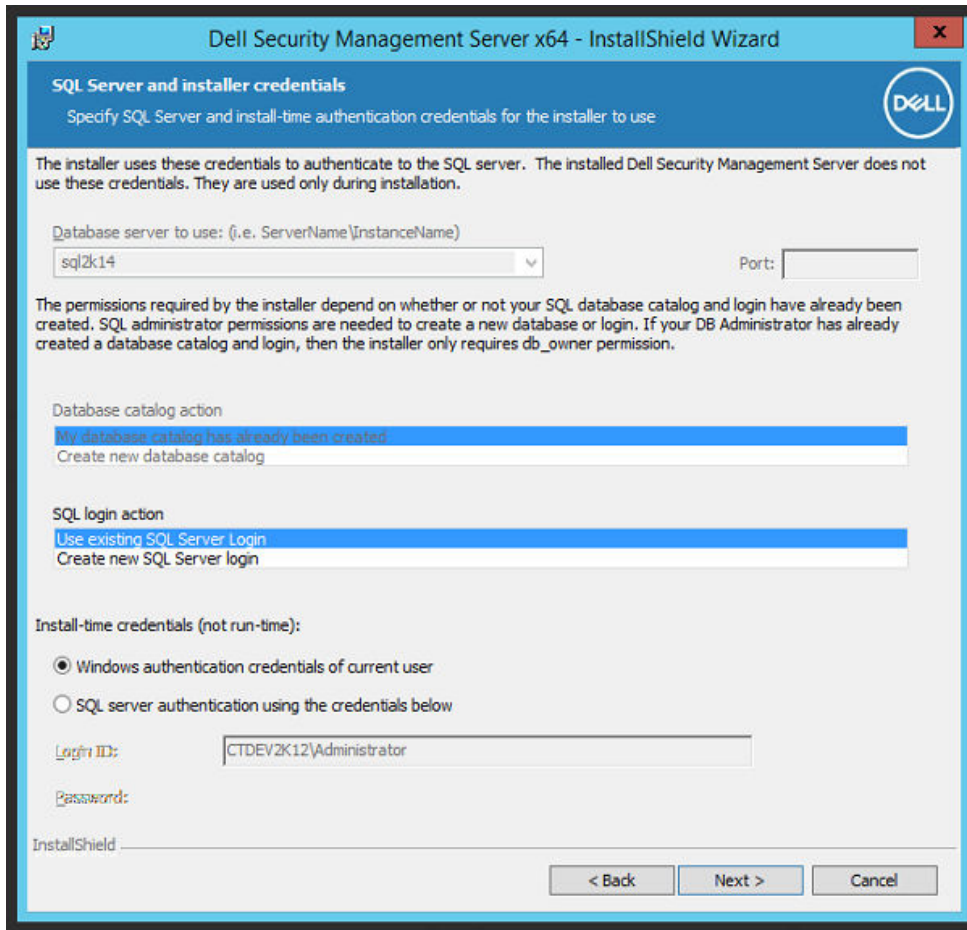 Dell Security Management Server x64 - InstallShield Wizard
x
SQL Server and installer credentials
Specify SQL Server and install-time authentication credentials for the installer to use
DELL
The installer uses these credentials to authenticate to the SQL server. The installed Dell Security Management Server does not
use these credentials. They are used only during installation.
Database server to use: (i.e. ServerName\InstanceName)
sql2k14
Port:
The permissions required by the installer depend on whether or not your SQL database catalog and login have already been
created. SQL administrator permissions are needed to create a new database or login. If your DB Administrator has already
created a database catalog and login, then the installer only requires db_owner permission.
Database catalog action
My database catalog has already been created
Create new database catalog
SQL login action
Use existing SQL Server Login
Create new SQL Server login
Install-time credentials (not run-time):
Windows authentication credentials of current user
SQL server authentication using the credentials below
Login ID:
CTDEV2K12\Administrator
Password:
InstallShield
< Back
Next >
Cancel